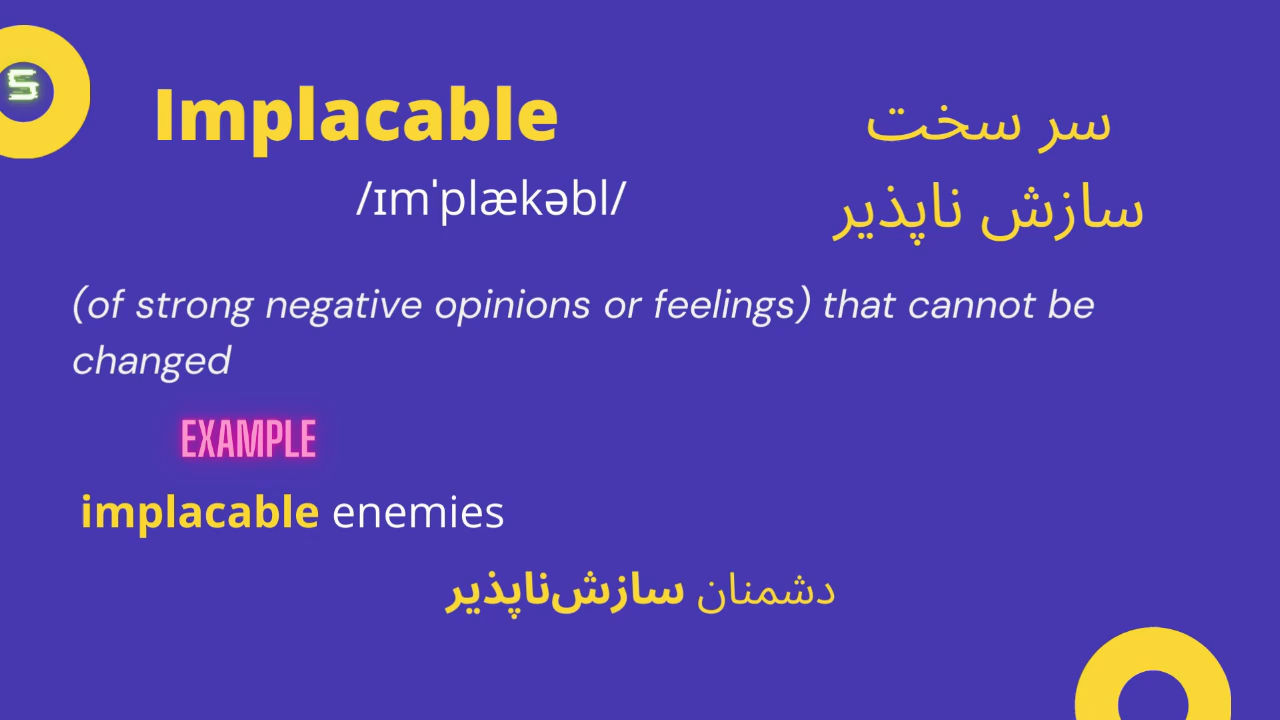 5
Implacable
/ɪmˈplækəbl/
سر سخت
سازش ناپذیر
(of strong negative opinions or feelings) that cannot be
changed
EXAMPLE
implacable enemies
دشمنان سازش‌ناپذیر